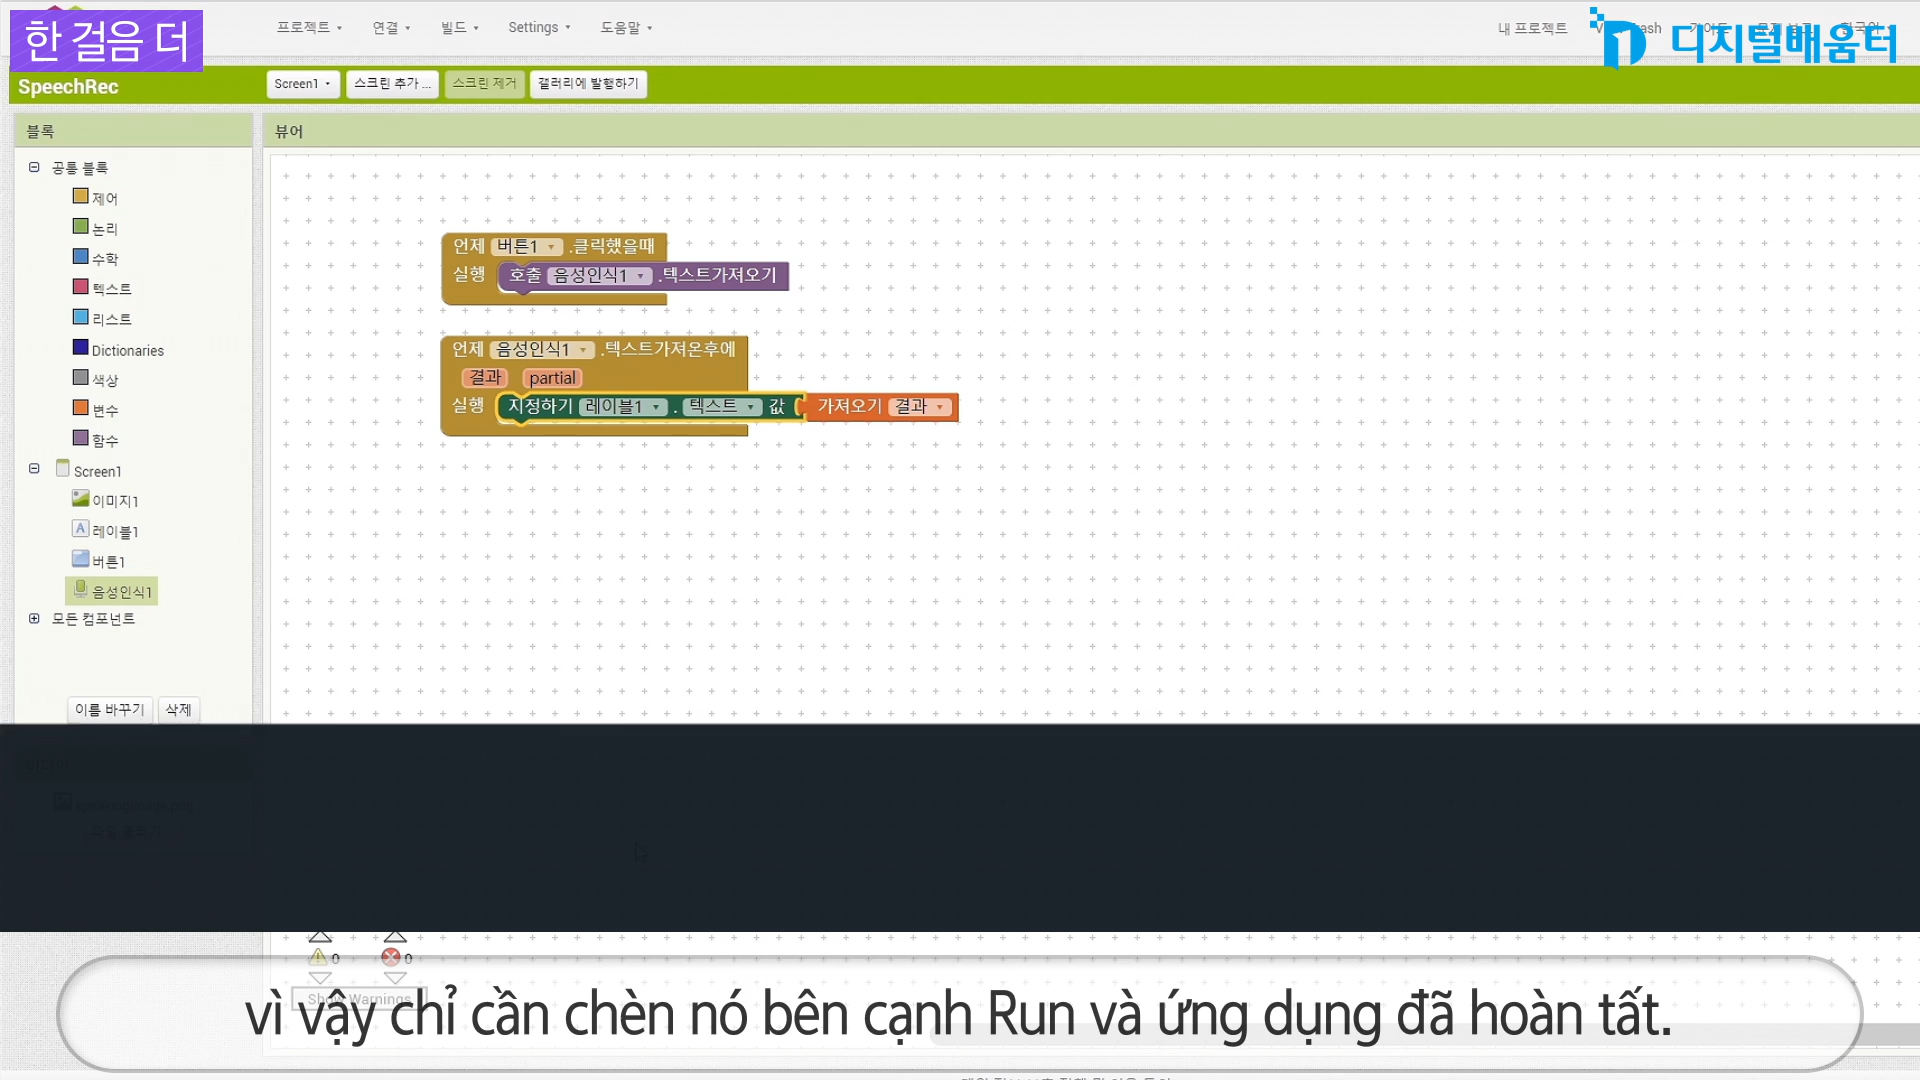 한 걸음 더
프로젝트 연결 빌드 Settings 도움말 내 프로젝트
디지털배움터
SpeechRec Screen1 스크린 추가 ... 스크린 제거 갤러리에 발행하기
블록
뷰어
공통 블록
제어
논리
수학
텍스트
리스트
Dictionaries
색상
변수
함수
Screen1
이미지1
레이블1
버튼1
음성인식1
모든 컴포넌트
이름 바꾸기 삭제
언제 버튼1 .클릭했을때
실행 호출 음성인식1 .텍스트가져오기
언제 음성인식1 .텍스트가져온후에
결과 partial
실행 지정하기 레이블1 . 텍스트 값 가져오기 결과
0 0
Show Warnings
vì vậy chỉ cần chèn nó bên cạnh Run và ứng dụng đã hoàn tất.